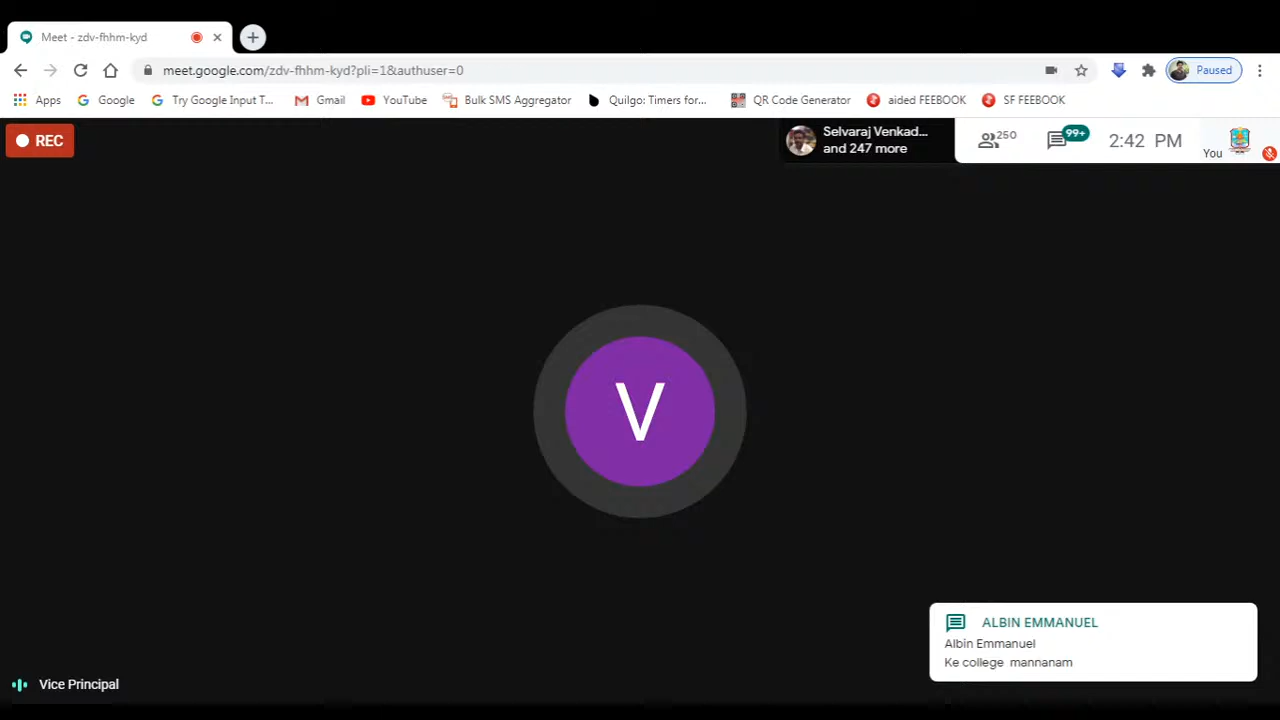 Meet - zdv-fhhm-kyd
meet.google.com/zdv-fhhm-kyd?pli=1&authuser=0
Paused
Apps
Google
Try Google Input T...
Gmail
YouTube
Bulk SMS Aggregator
Quilgo: Timers for...
QR Code Generator
aided FEEBOOK
SF FEEBOOK
REC
Selvaraj Venkad...
and 247 more
250
99+
2:42 PM
You
V
ALBIN EMMANUEL
Albin Emmanuel
Ke college mannanam
Vice Principal